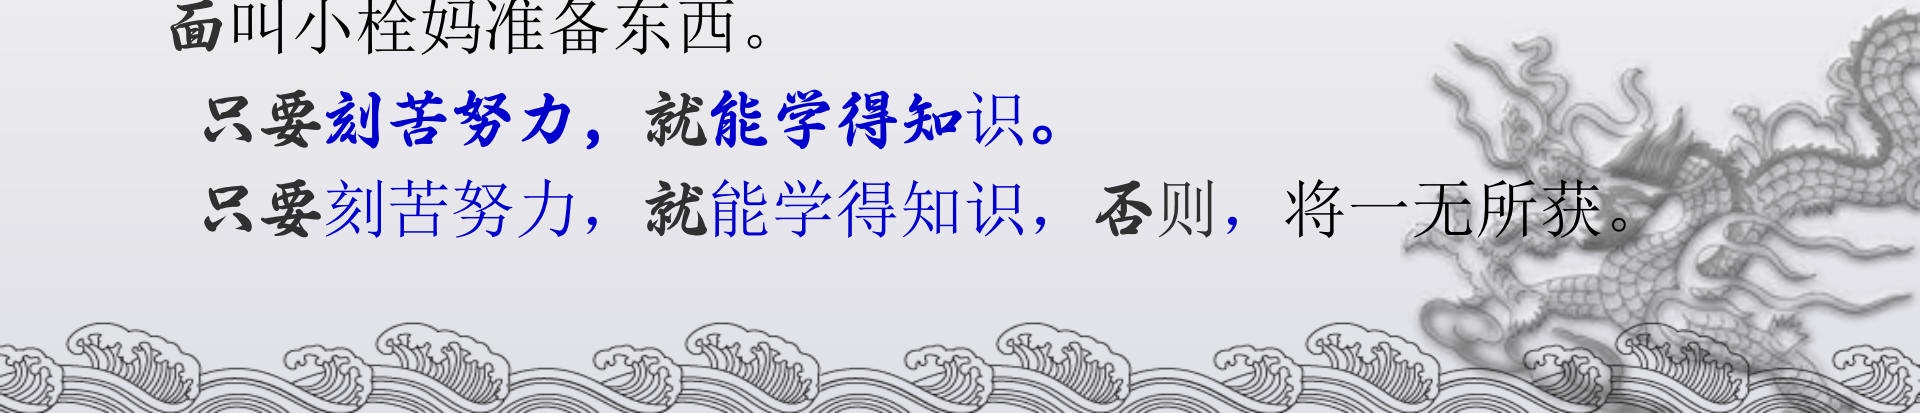 面叫小栓妈准备东西。
只要刻苦努力，就能学得知识。
只要刻苦努力，就能学得知识，否则，将一无所获。